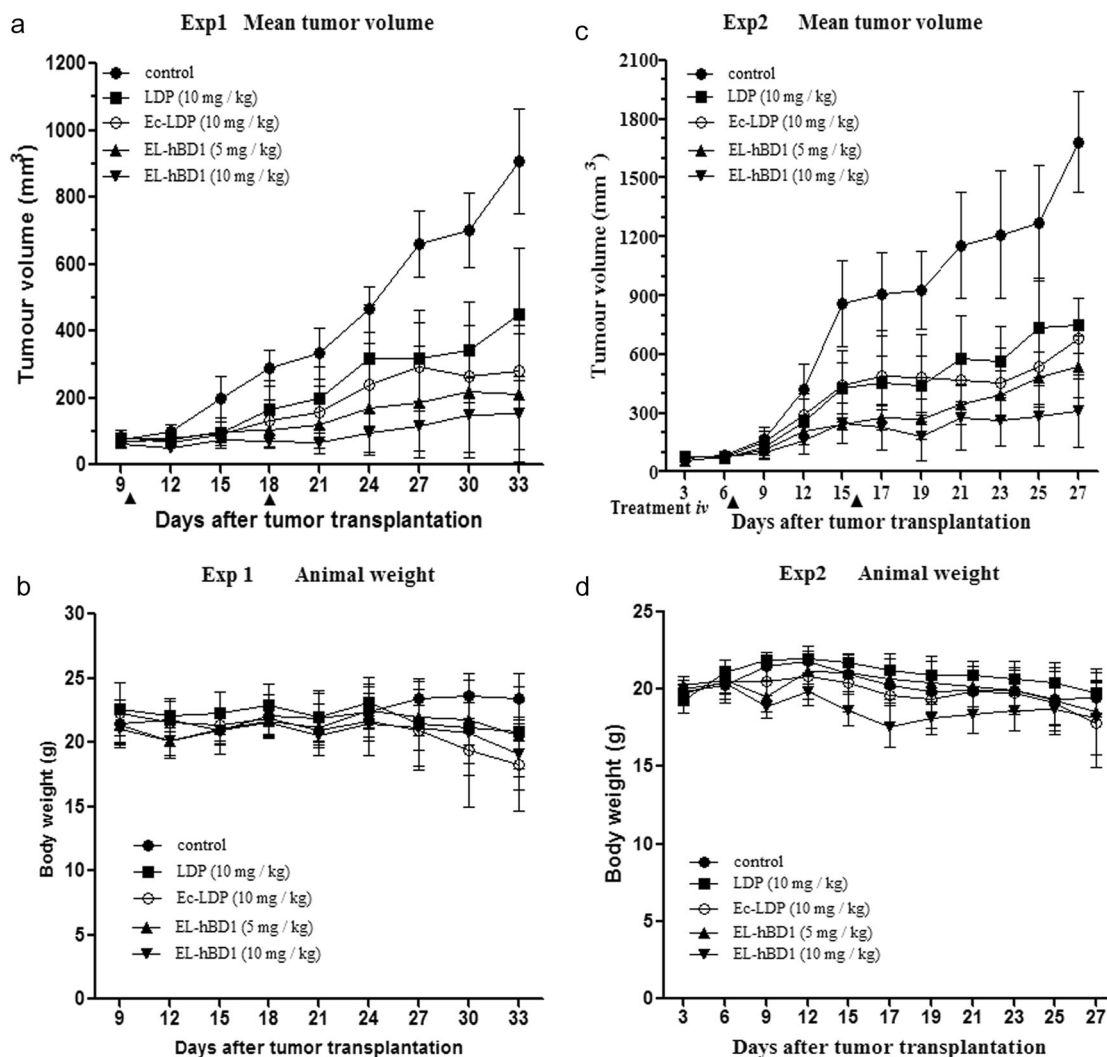 a
Exp1 Mean tumor volume
Tumour volume (mm3)
1200
1000
800
600
400
200
0
control
LDP (10 mg / kg)
Ec-LDP (10 mg / kg)
EL-hBD1 (5 mg / kg)
EL-hBD1 (10 mg / kg)
9 12 15 18 21 24 27 30 33
Days after tumor transplantation
c
Exp2 Mean tumor volume
Tumour volume (mm 3)
2100
1800
1500
1200
900
600
300
0
control
LDP (10 mg / kg)
Ec-LDP (10 mg / kg)
EL-hBD1 (5 mg / kg)
EL-hBD1 (10 mg / kg)
3 6 9 12 15 17 19 21 23 25 27
Treatment iv
Days after tumor transplantation
b
Exp 1 Animal weight
Body weight (g)
30
25
20
15
10
5
0
control
LDP (10 mg / kg)
Ec-LDP (10 mg / kg)
EL-hBD1 (5 mg / kg)
EL-hBD1 (10 mg / kg)
9 12 15 18 21 24 27 30 33
Days after tumor transplantation
d
Exp2 Animal weight
Body weight (g)
25
20
15
10
5
0
control
LDP (10 mg / kg)
Ec-LDP (10 mg / kg)
EL-hBD1 (5 mg / kg)
EL-hBD1 (10 mg / kg)
3 6 9 12 15 17 19 21 23 25 27
Days after tumor transplantation